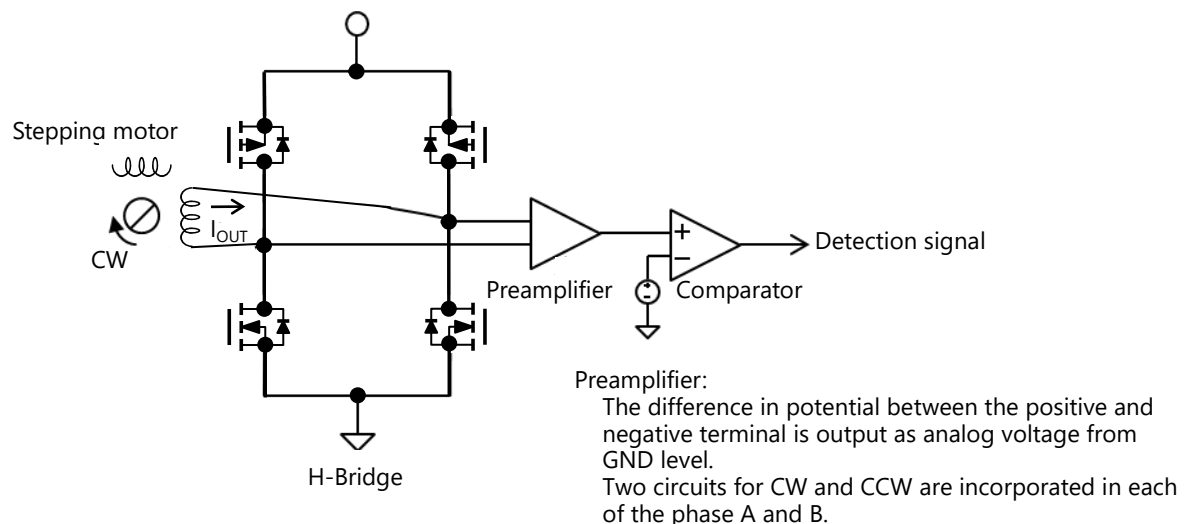 Stepping motor
I_OUT
CW
+
−
Detection signal
Preamplifier
+
-
Comparator
H-Bridge
Preamplifier:
The difference in potential between the positive and
negative terminal is output as analog voltage from
GND level.
Two circuits for CW and CCW are incorporated in each
of the phase A and B.